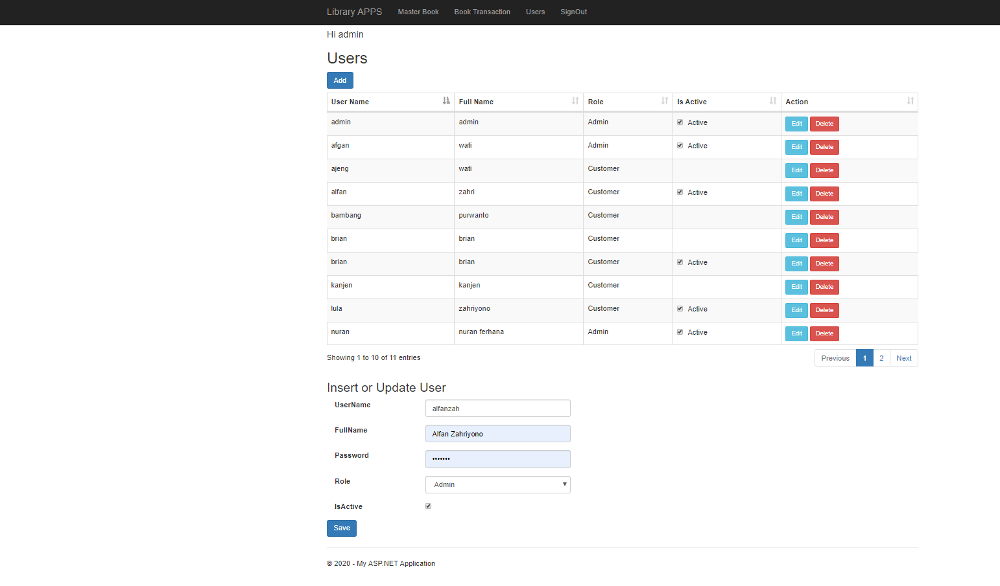 Library APPS Master Book Book Transaction Users SignOut
Hi admin
Users
Add
User Name Full Name Role Is Active Action
admin admin Admin Active Edit Delete
afgan wati Admin Active Edit Delete
ajeng wati Customer Edit Delete
alfan zahri Customer Active Edit Delete
bambang purwanto Customer Edit Delete
brian brian Customer Edit Delete
brian brian Customer Active Edit Delete
kanjen kanjen Customer Edit Delete
lula zahriyono Customer Active Edit Delete
nuran nuran ferhana Admin Active Edit Delete
Showing 1 to 10 of 11 entries Previous 1 2 Next
Insert or Update User
UserName alfanzah
FullName Alfan Zahriyono
Password •••••••
Role Admin
IsActive
Save
© 2020 - My ASP.NET Application